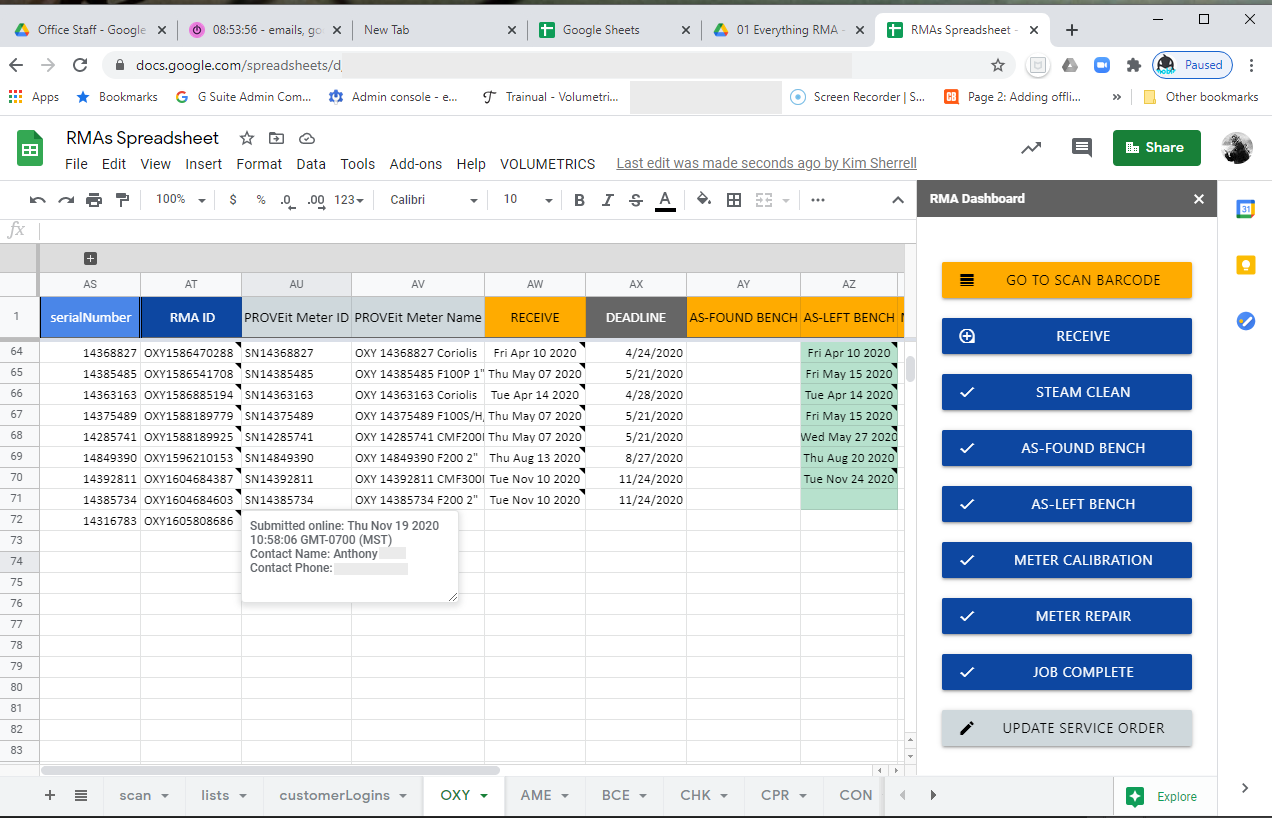 Office Staff - Google
08:53:56 - emails, go
New Tab
Google Sheets
01 Everything RMA -
RMAs Spreadsheet -
docs.google.com/spreadsheets/d
Paused
Apps
Bookmarks
G Suite Admin Com...
Admin console - e...
Trainual - Volumetri...
Screen Recorder | S...
Page 2: Adding offli...
»
Other bookmarks
RMAs Spreadsheet
File Edit View Insert Format Data Tools Add-ons Help VOLUMETRICS
Last edit was made seconds ago by Kim Sherrell
Share
100% $ % .0 .00 123 Calibri 10 B I S A
fx
RMA Dashboard
AS AT AU AV AW AX AY AZ
1 serialNumber RMA ID PROVEit Meter ID PROVEit Meter Name RECEIVE DEADLINE AS-FOUND BENCH AS-LEFT BENCH
64 14368827 OXY1586470288 SN14368827 OXY 14368827 Coriolis Fri Apr 10 2020 4/24/2020 Fri Apr 10 2020
65 14385485 OXY1586541708 SN14385485 OXY 14385485 F100P 1" Thu May 07 2020 5/21/2020 Fri May 15 2020
66 14363163 OXY1586885194 SN14363163 OXY 14363163 Coriolis Tue Apr 14 2020 4/28/2020 Tue Apr 14 2020
67 14375489 OXY1588189779 SN14375489 OXY 14375489 F100S/H, Thu May 07 2020 5/21/2020 Fri May 15 2020
68 14285741 OXY1588189925 SN14285741 OXY 14285741 CMF200 Thu May 07 2020 5/21/2020 Wed May 27 2020
69 14849390 OXY1596210153 SN14849390 OXY 14849390 F200 2" Thu Aug 13 2020 8/27/2020 Thu Aug 20 2020
70 14392811 OXY1604684387 SN14392811 OXY 14392811 CMF300 Tue Nov 10 2020 11/24/2020 Tue Nov 24 2020
71 14385734 OXY1604684603 SN14385734 OXY 14385734 F200 2" Tue Nov 10 2020 11/24/2020
72 14316783 OXY1605808686
Submitted online: Thu Nov 19 2020
10:58:06 GMT-0700 (MST)
Contact Name: Anthony
Contact Phone:
73
74
75
76
77
78
79
80
81
82
83
GO TO SCAN BARCODE
RECEIVE
STEAM CLEAN
AS-FOUND BENCH
AS-LEFT BENCH
METER CALIBRATION
METER REPAIR
JOB COMPLETE
UPDATE SERVICE ORDER
31
scan lists customerLogins OXY AME BCE CHK CPR CON
Explore